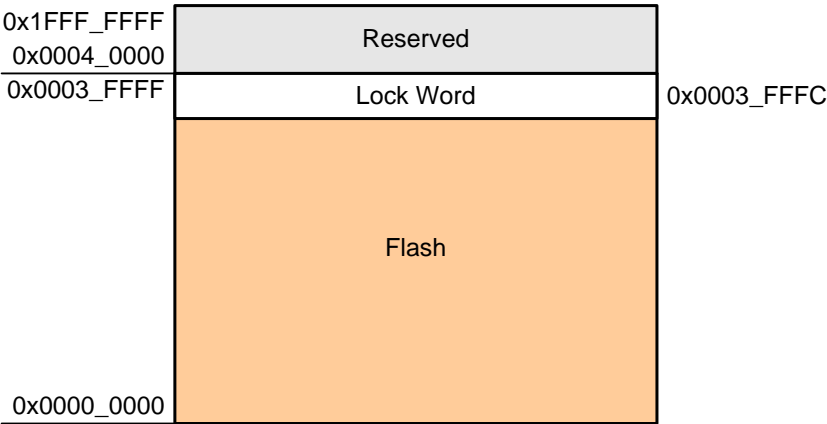 0x1FFF_FFFF
Reserved
0x0004_0000
0x0003_FFFF
Lock Word
0x0003_FFFC
Flash
0x0000_0000